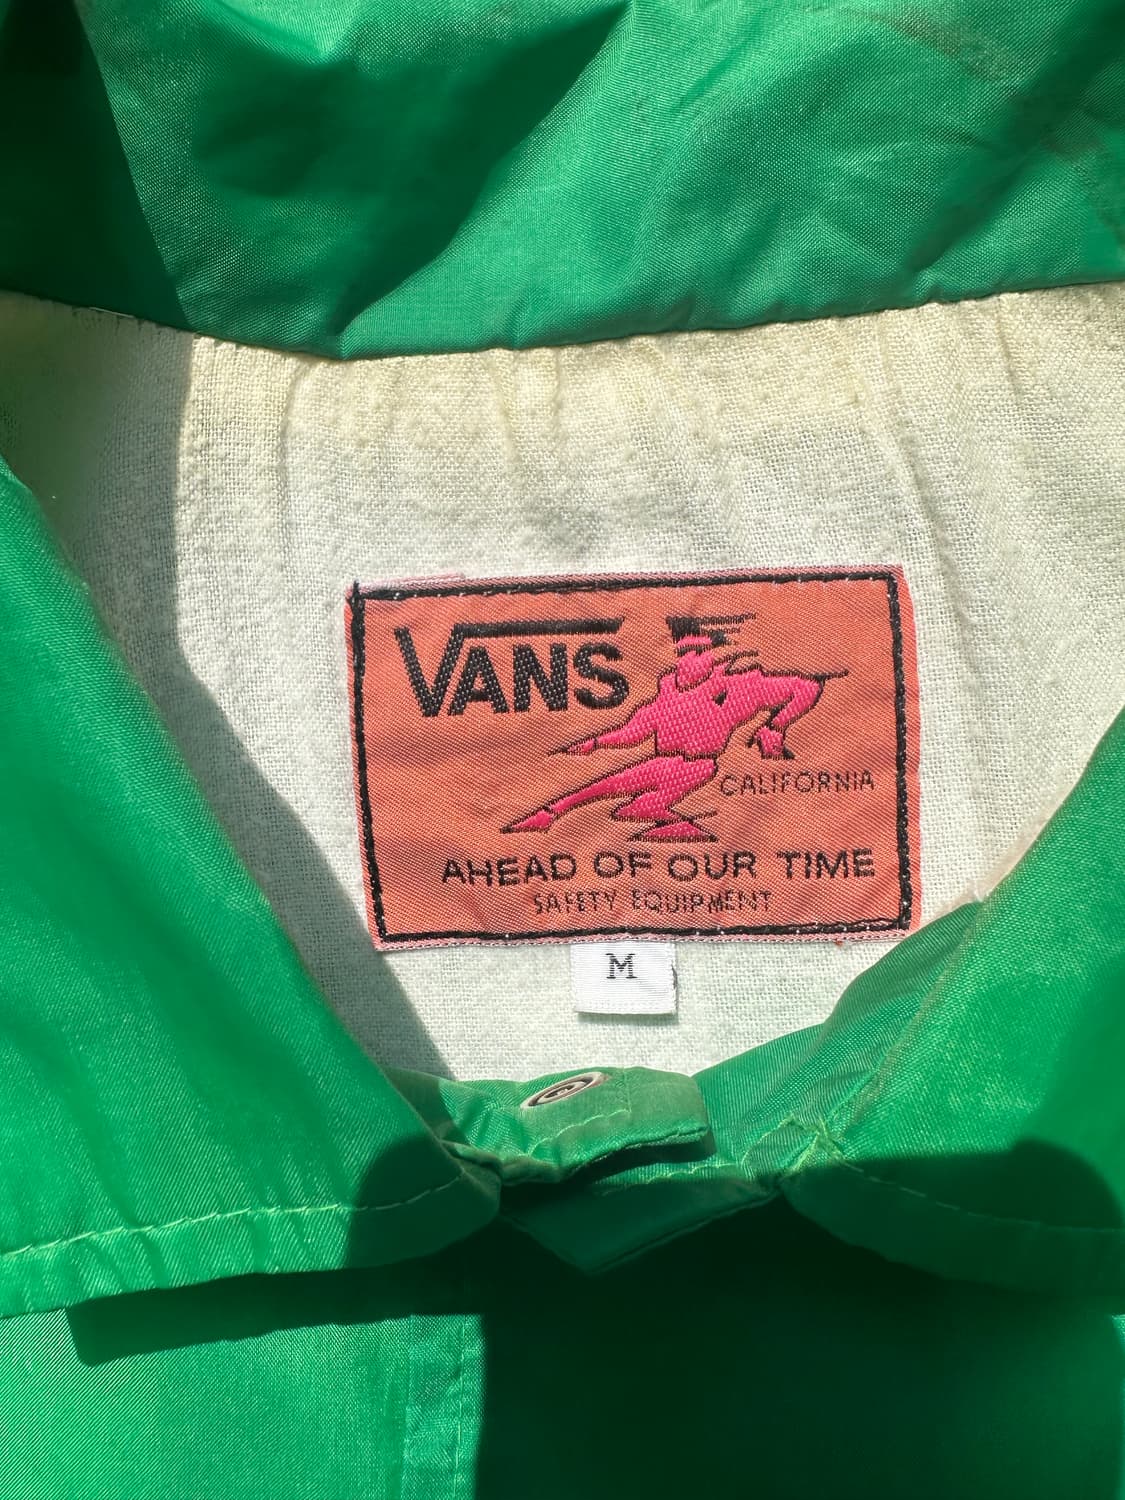 VANS
CALIFORNIA
AHEAD OF OUR TIME
SAFETY EQUIPMENT
M